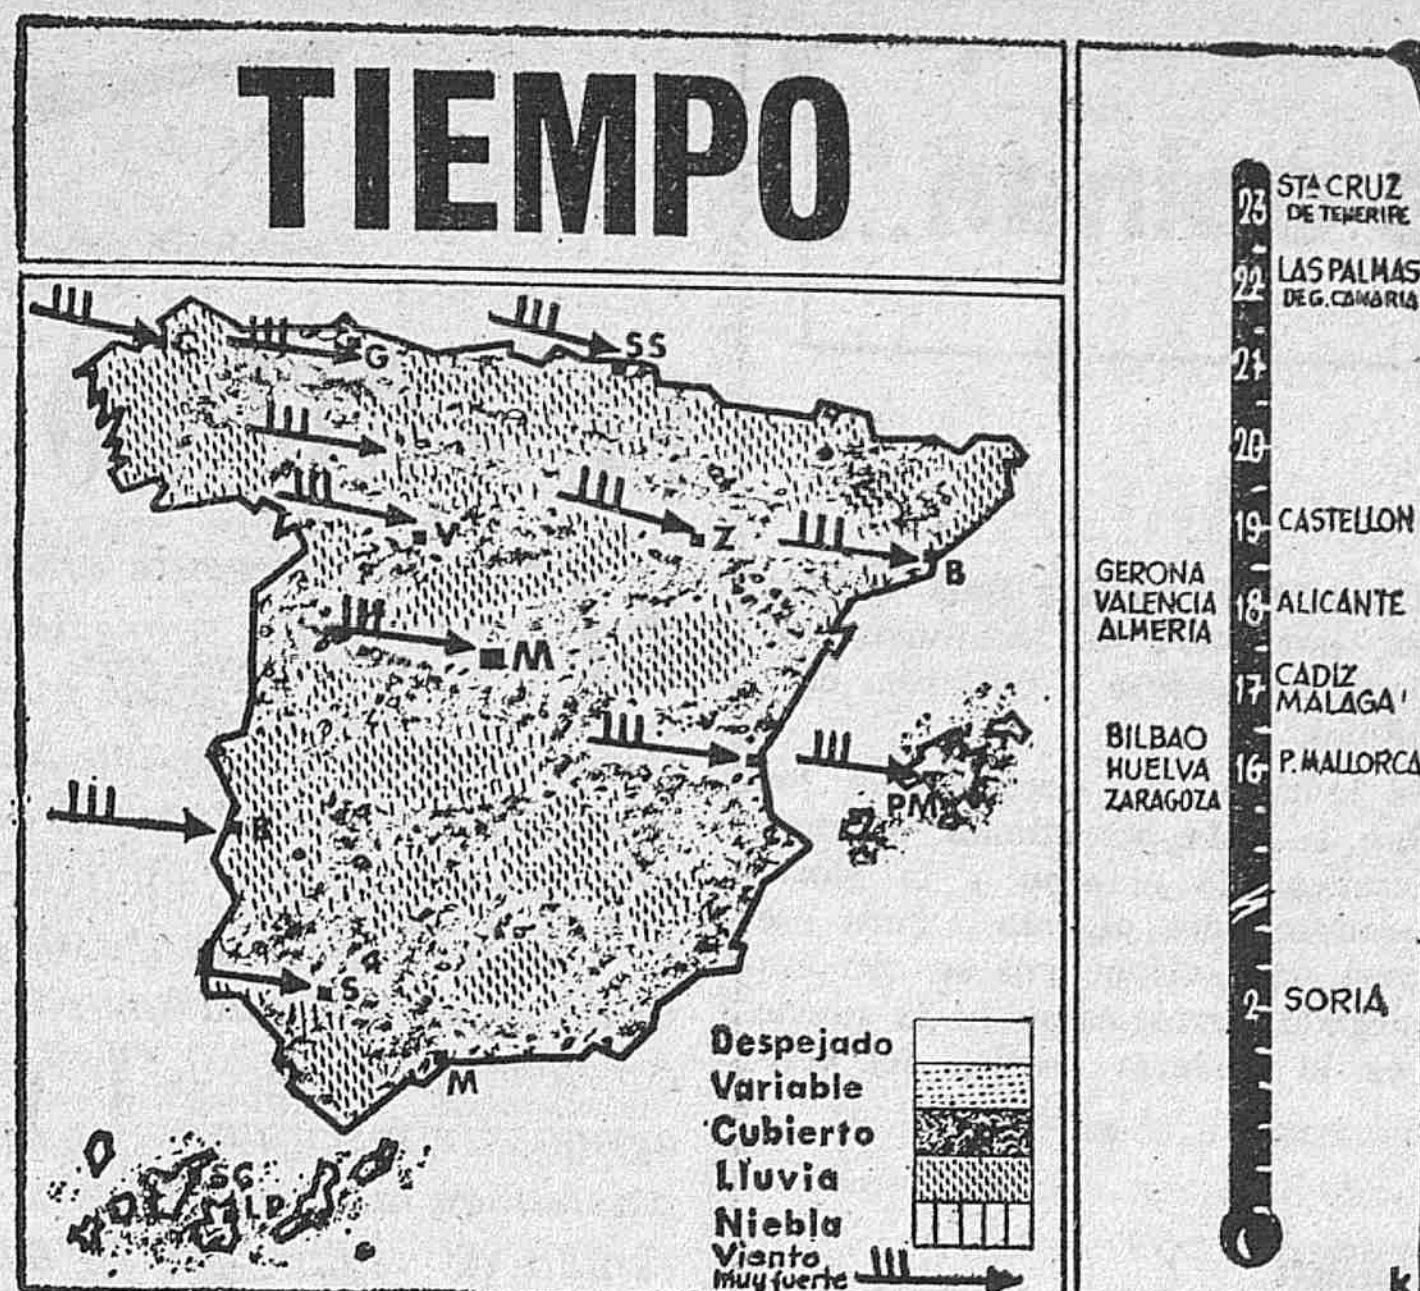 TIEMPO
C
G
SS
V
Z
B
M
PM
B
S
M
SC
LP
Despejado
Variable
Cubierto
Lluvia
Niebla
Viento
Muy fuerte
23
STA CRUZ
DE TENERIFE
22
LAS PALMAS
DE G. CANARIA
21
20
19
CASTELLON
GERONA
VALENCIA
ALMERIA
18
ALICANTE
17
CADIZ
MALAGA
BILBAO
HUELVA
ZARAGOZA
16
P. MALLORCA
2
SORIA
k